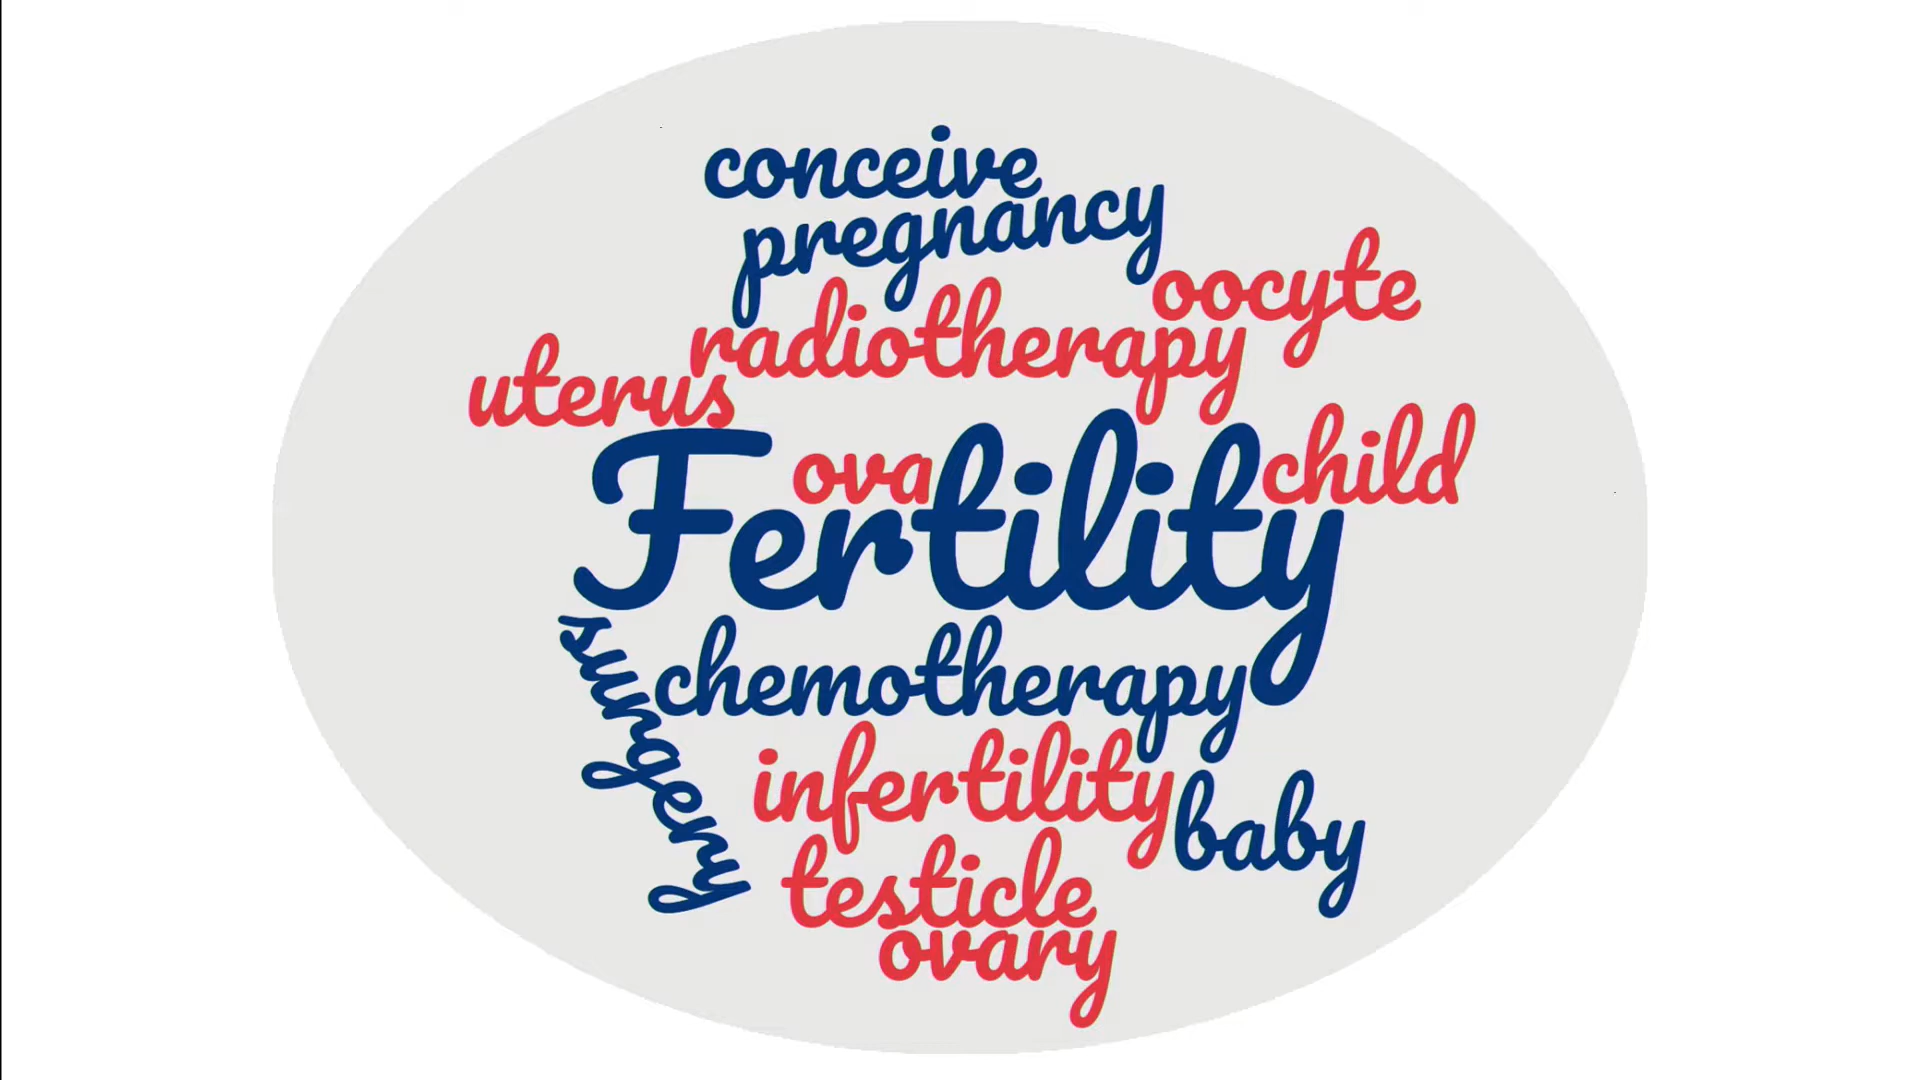 conceive
pregnancy
oocyte
radiotherapy
uterus
ova
child
Fertility
surgery
chemotherapy
infertility
baby
testicle
ovary